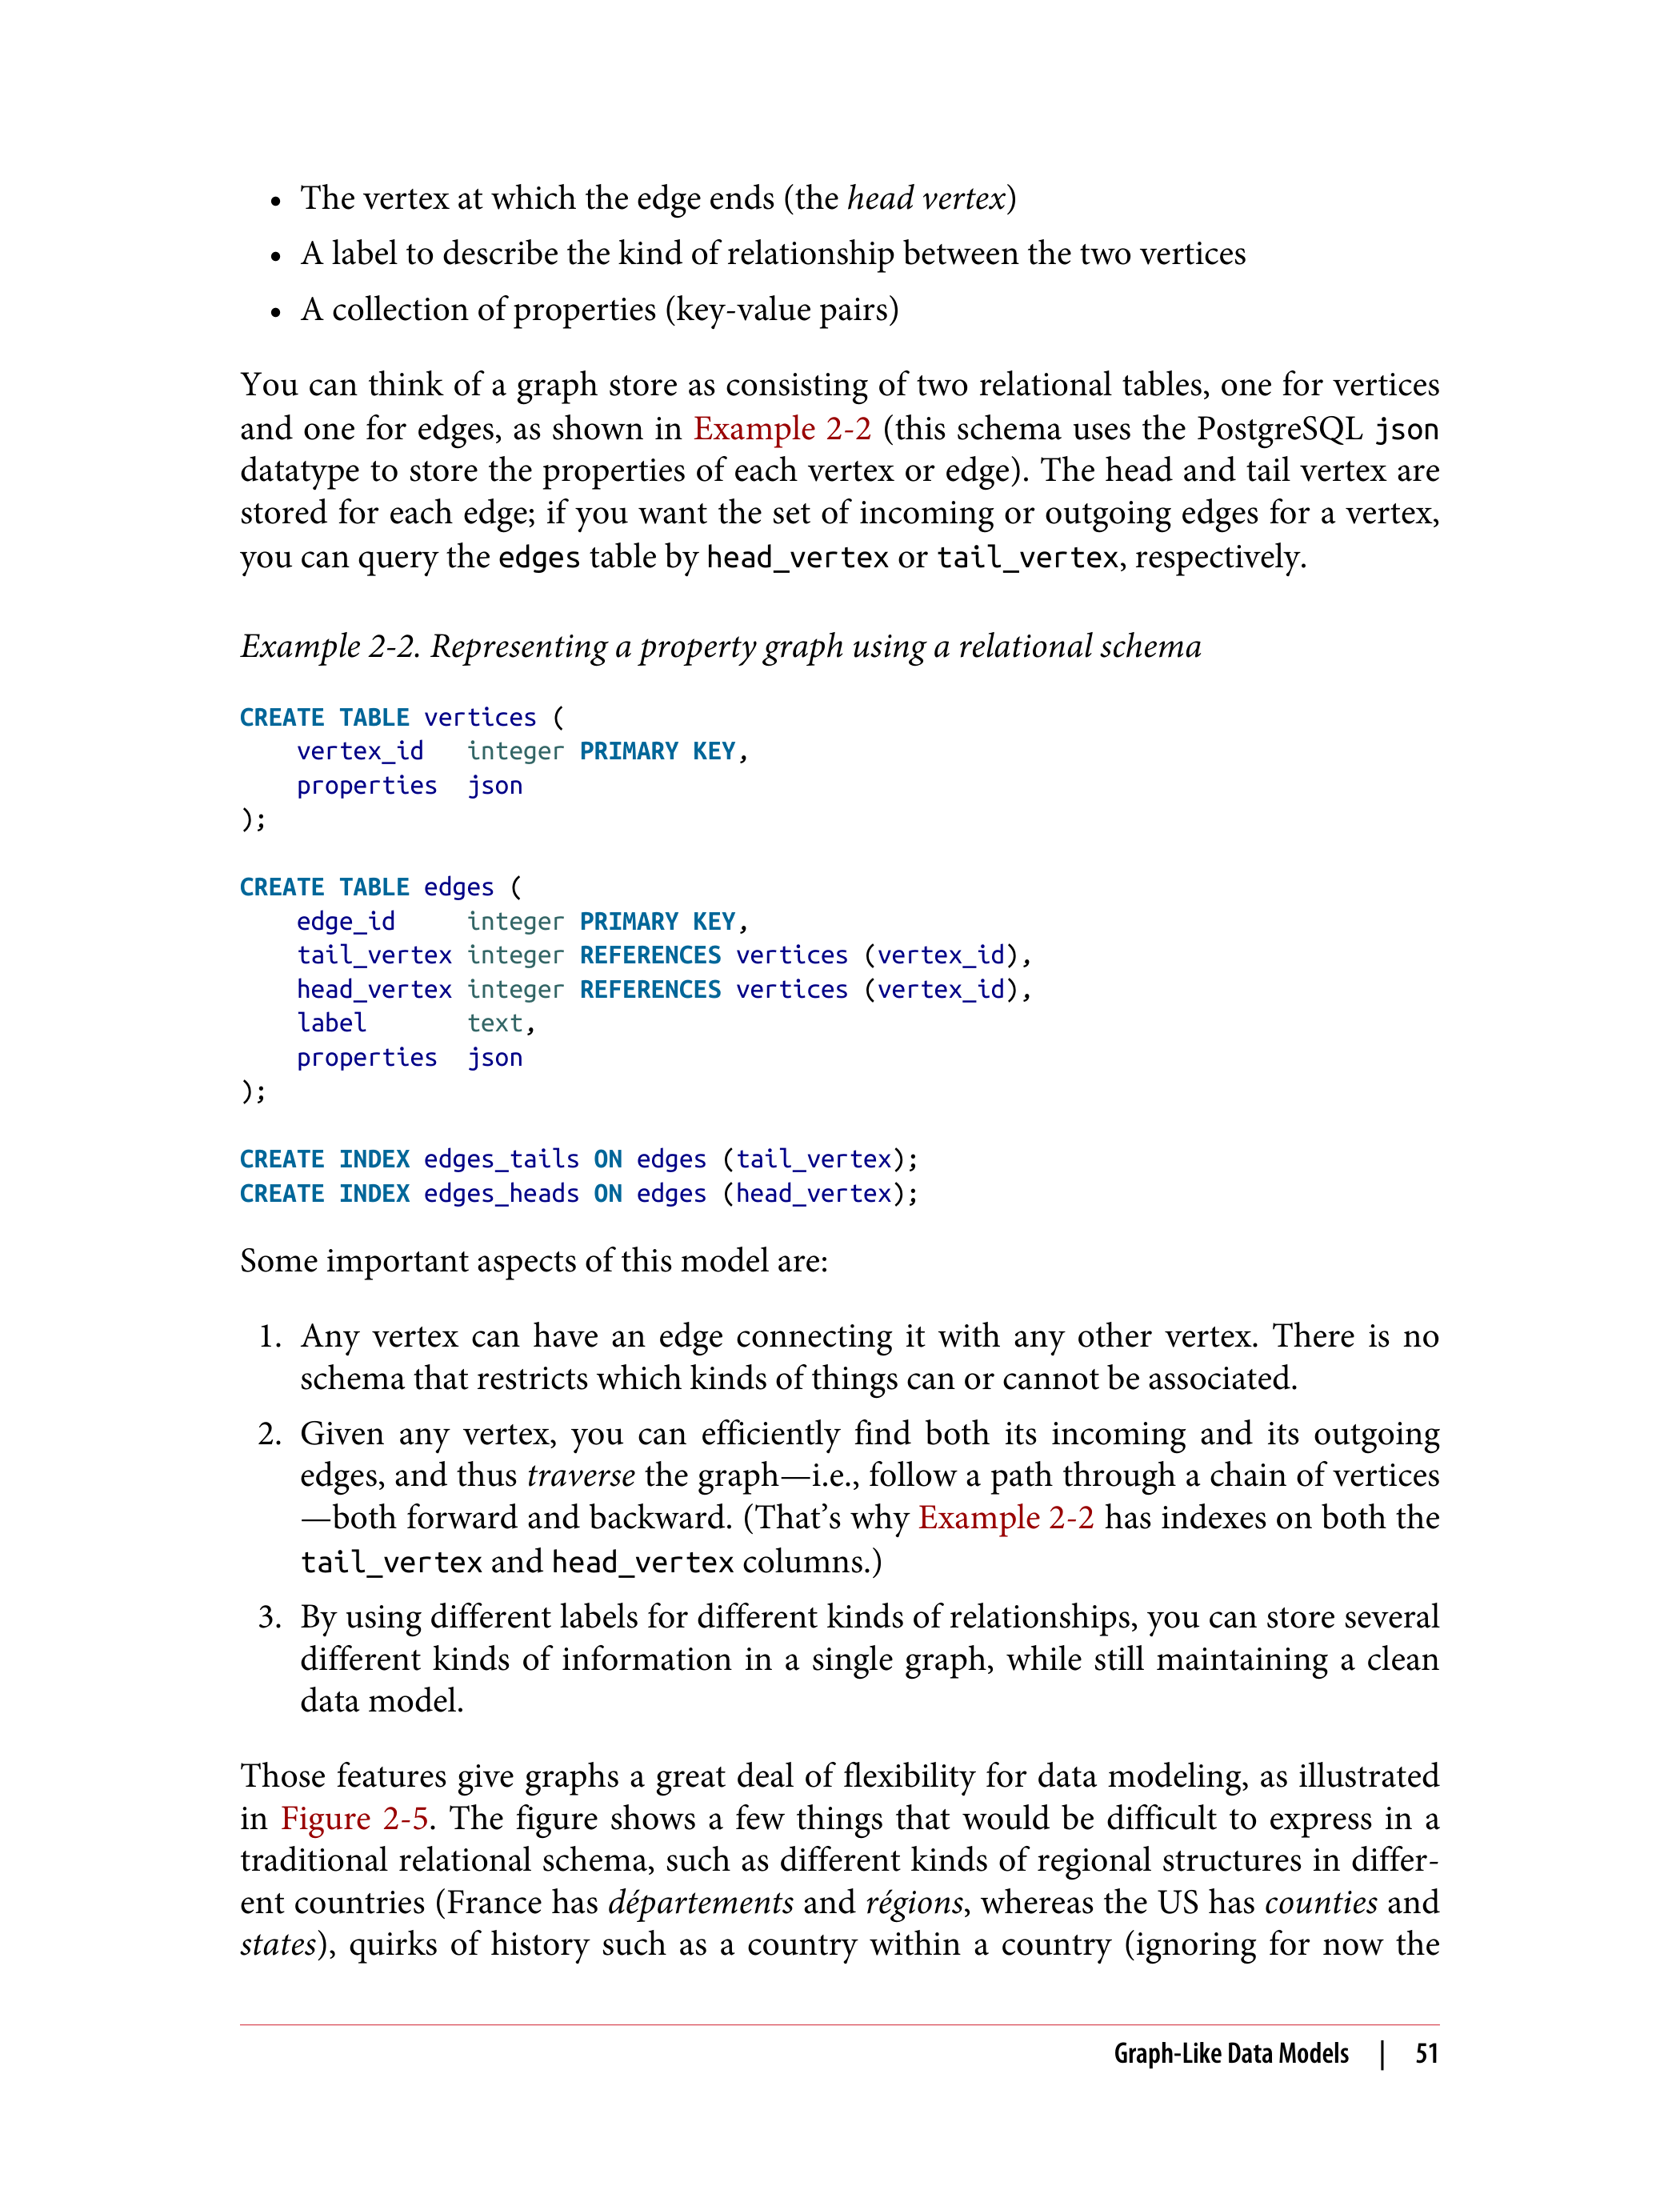 • The vertex at which the edge ends (the head vertex)
• A label to describe the kind of relationship between the two vertices
• A collection of properties (key-value pairs)
You can think of a graph store as consisting of two relational tables, one for vertices
and one for edges, as shown in Example 2-2 (this schema uses the PostgreSQL json
datatype to store the properties of each vertex or edge). The head and tail vertex are
stored for each edge; if you want the set of incoming or outgoing edges for a vertex,
you can query the edges table by head_vertex or tail_vertex, respectively.
Example 2-2. Representing a property graph using a relational schema
CREATE TABLE vertices (
    vertex_id   integer PRIMARY KEY,
    properties  json
);
CREATE TABLE edges (
    edge_id     integer PRIMARY KEY,
    tail_vertex integer REFERENCES vertices (vertex_id),
    head_vertex integer REFERENCES vertices (vertex_id),
    label       text,
    properties  json
);
CREATE INDEX edges_tails ON edges (tail_vertex);
CREATE INDEX edges_heads ON edges (head_vertex);
Some important aspects of this model are:
1. Any vertex can have an edge connecting it with any other vertex. There is no
schema that restricts which kinds of things can or cannot be associated.
2. Given any vertex, you can efficiently find both its incoming and its outgoing
edges, and thus traverse the graph—i.e., follow a path through a chain of vertices
—both forward and backward. (That’s why Example 2-2 has indexes on both the
tail_vertex and head_vertex columns.)
3. By using different labels for different kinds of relationships, you can store several
different kinds of information in a single graph, while still maintaining a clean
data model.
Those features give graphs a great deal of flexibility for data modeling, as illustrated
in Figure 2-5. The figure shows a few things that would be difficult to express in a
traditional relational schema, such as different kinds of regional structures in differ-
ent countries (France has départements and régions, whereas the US has counties and
states), quirks of history such as a country within a country (ignoring for now the
Graph-Like Data Models | 51